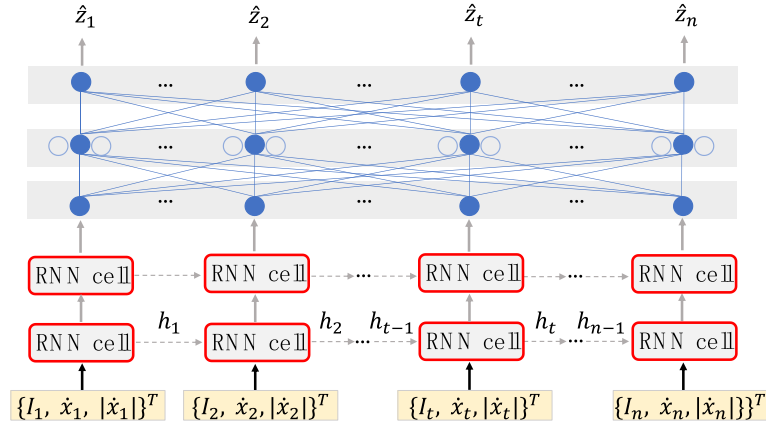 ẑ₁ ẑ₂ ẑₜ ẑₙ
... ... ...
... ... ...
... ... ...
RNN cell RNN cell ... RNN cell ... RNN cell
h₁ h₂ hₜ₋₁ hₜ hₙ₋₁
RNN cell RNN cell ... RNN cell ... RNN cell
{I₁, ẋ₁, |ẋ₁|}ᵀ {I₂, ẋ₂,|ẋ₂|}ᵀ {Iₜ, ẋₜ,|ẋₜ|}ᵀ {Iₙ, ẋₙ,|ẋₙ|}}ᵀ